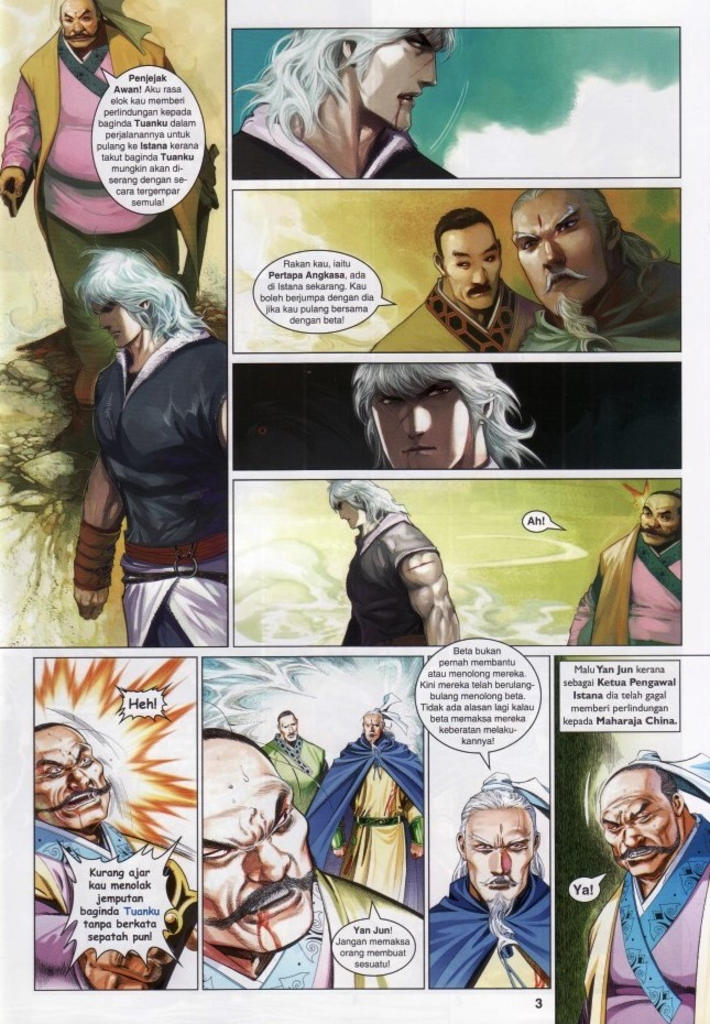 Penjejak
Awan! Aku rasa
elok kau memberi
perlindungan kepada
baginda Tuanku dalam
perjalanannya untuk
pulang ke Istana kerana
takut baginda Tuanku
mungkin akan di-
serang dengan se-
cara tergempar
semula!
Rakan kau, iaitu
Pertapa Angkasa, ada
di Istana sekarang. Kau
boleh berjumpa dengan dia
jika kau pulang bersama
dengan beta!
Ah!
Heh!
Kurang ajar
kau menolak
jemputan
baginda Tuanku
tanpa berkata
sepatah pun!
Yan Jun!
Jangan memaksa
orang membuat
sesuatu!
Beta bukan
pernah membantu
atau menolong mereka.
Kini mereka telah berulang-
bulang menolong beta.
Tidak ada alasan lagi kalau
beta memaksa mereka
keberatan melaku-
kannya!
Malu Yan Jun kerana
sebagai Ketua Pengawal
Istana dia telah gagal
memberi perlindungan
kepada Maharaja China.
Ya!
3